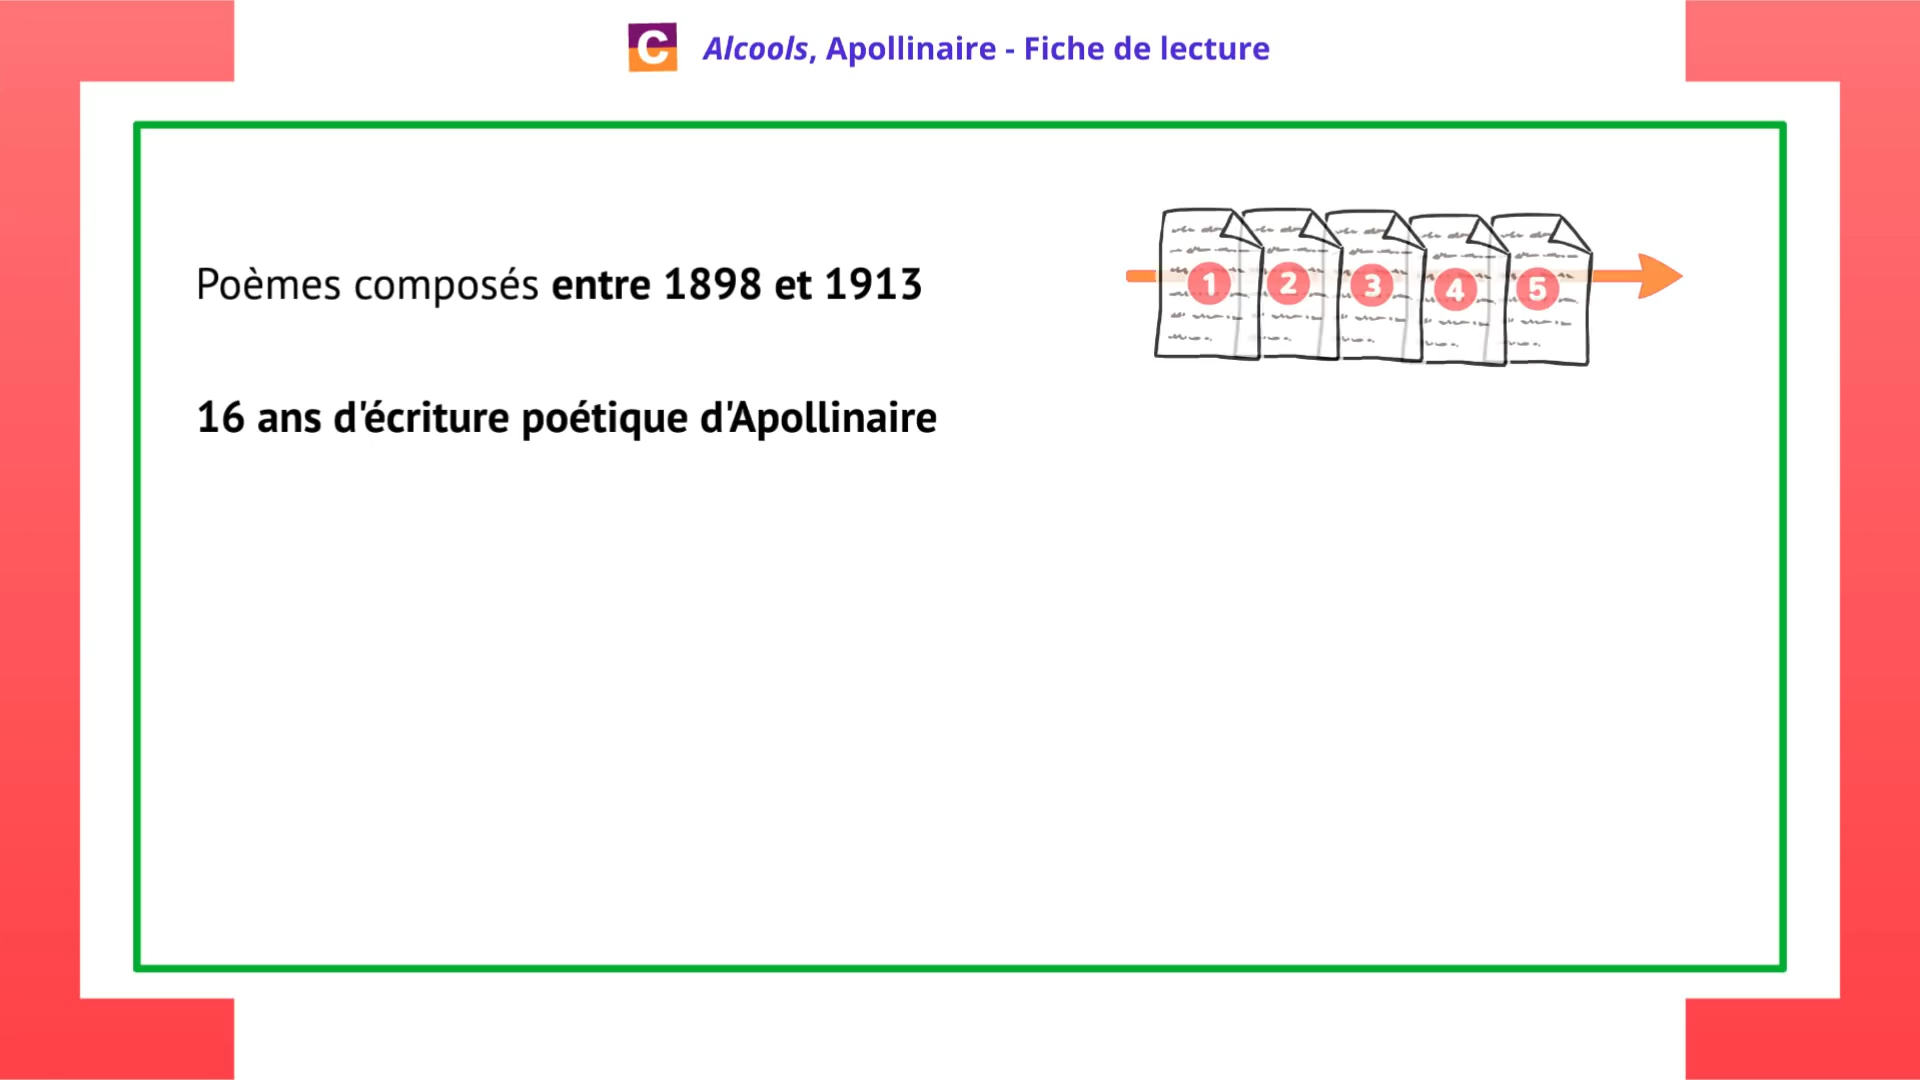 C
Alcools, Apollinaire - Fiche de lecture
Poèmes composés entre 1898 et 1913
1 2 3 4 5
16 ans d'écriture poétique d'Apollinaire